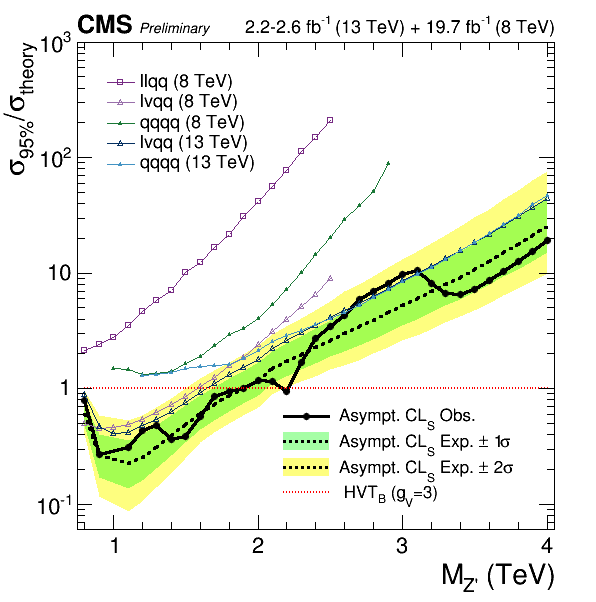 CMS Preliminary 2.2-2.6 fb⁻¹ (13 TeV) + 19.7 fb⁻¹ (8 TeV)
σ95%/σtheory
10³
10²
10
1
10⁻¹
llqq (8 TeV)
lvqq (8 TeV)
qqqq (8 TeV)
lvqq (13 TeV)
qqqq (13 TeV)
Asympt. CLS Obs.
Asympt. CLS Exp. ± 1σ
Asympt. CLS Exp. ± 2σ
HVTB (gV=3)
1 2 3 4
MZ' (TeV)